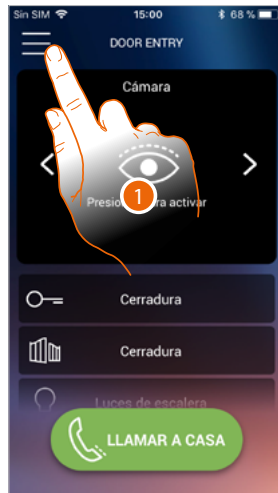 Sin SIM 15:00 68 %
DOOR ENTRY
Cámara
1
Presio ra activar
Cerradura
Cerradura
Luces de escalera
LLAMAR A CASA